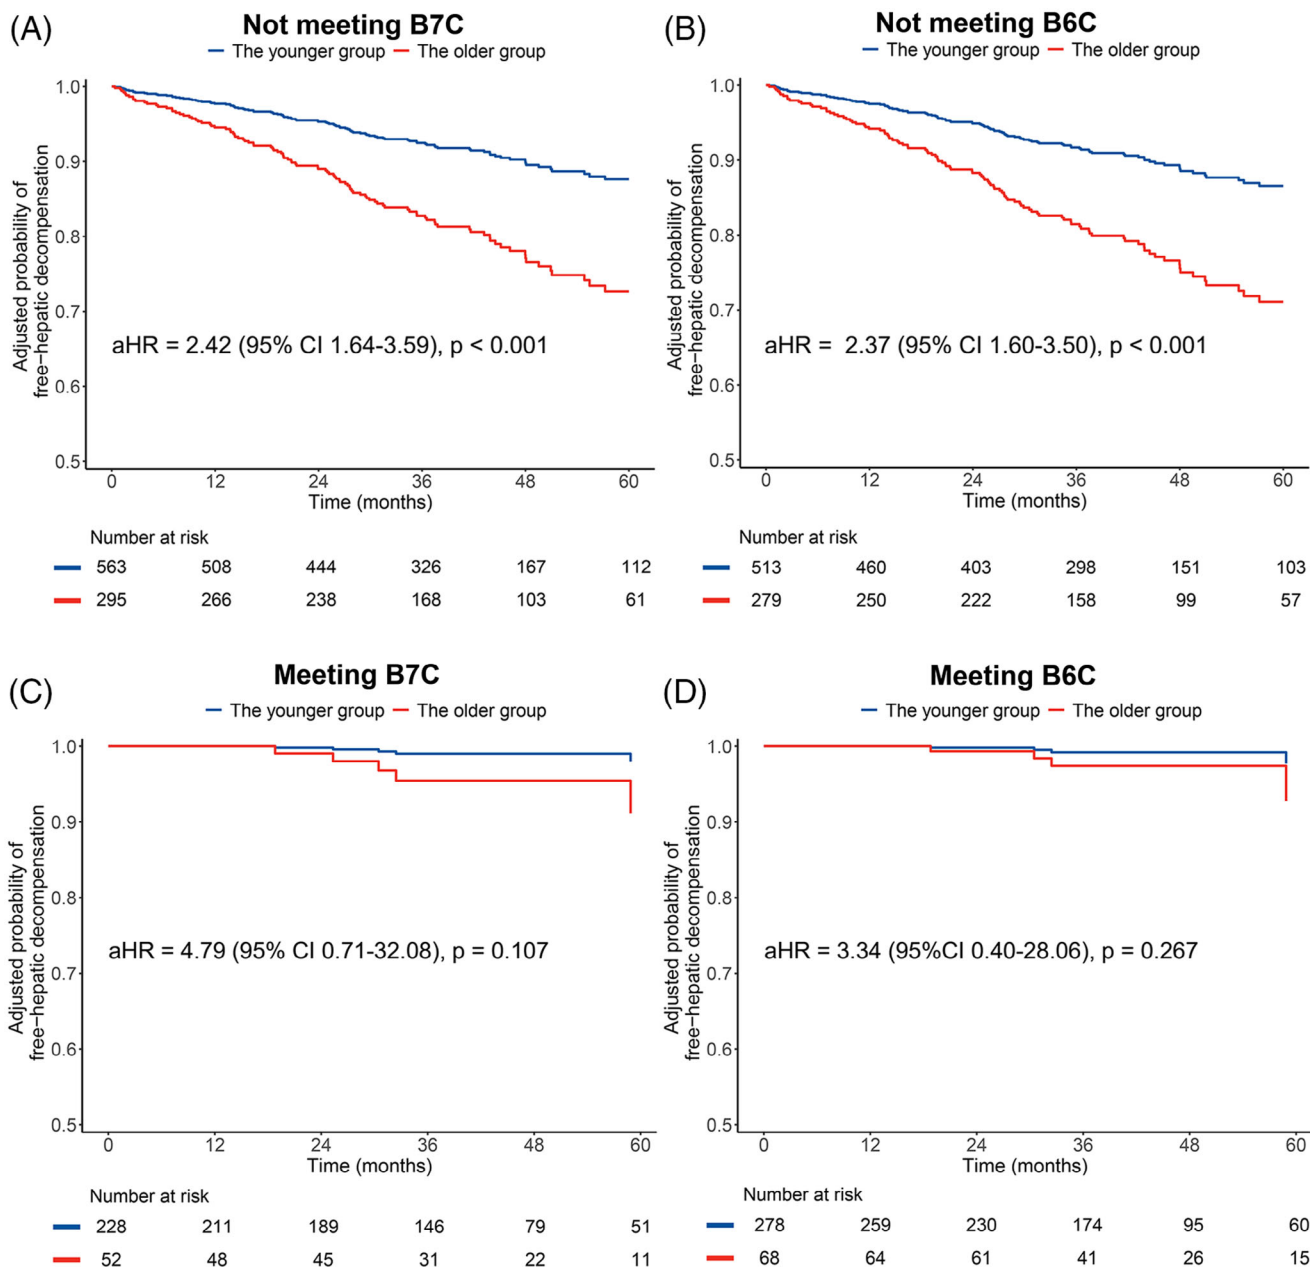 (A)
Not meeting B7C
The younger group The older group
Adjusted probability of
free-hepatic decompensation
1.0
0.9
0.8
0.7
0.6
0.5
aHR = 2.42 (95% CI 1.64-3.59), p < 0.001
0 12 24 36 48 60
Time (months)
Number at risk
563 508 444 326 167 112
295 266 238 168 103 61
(B)
Not meeting B6C
The younger group The older group
Adjusted probability of
free-hepatic decompensation
1.0
0.9
0.8
0.7
0.6
0.5
aHR = 2.37 (95% CI 1.60-3.50), p < 0.001
0 12 24 36 48 60
Time (months)
Number at risk
513 460 403 298 151 103
279 250 222 158 99 57
(C)
Meeting B7C
The younger group The older group
Adjusted probability of
free-hepatic decompensation
1.0
0.9
0.8
0.7
0.6
0.5
aHR = 4.79 (95% CI 0.71-32.08), p = 0.107
0 12 24 36 48 60
Time (months)
Number at risk
228 211 189 146 79 51
52 48 45 31 22 11
(D)
Meeting B6C
The younger group The older group
Adjusted probability of
free-hepatic decompensation
1.0
0.9
0.8
0.7
0.6
0.5
aHR = 3.34 (95%CI 0.40-28.06), p = 0.267
0 12 24 36 48 60
Time (months)
Number at risk
278 259 230 174 95 60
68 64 61 41 26 15